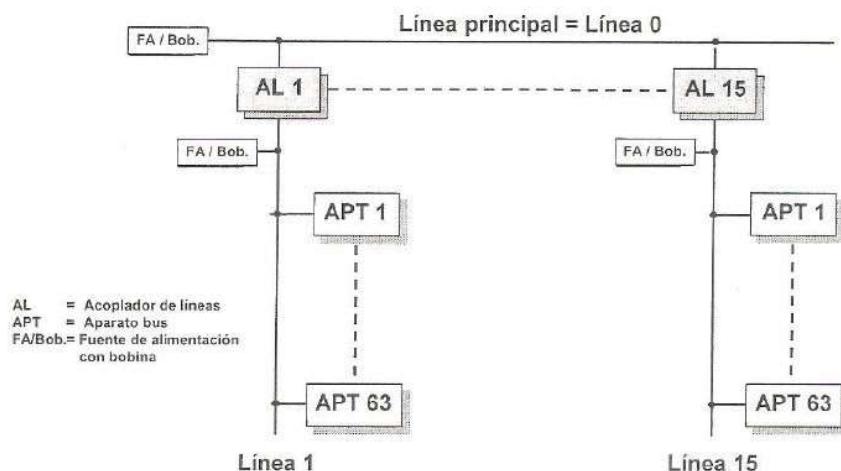 Línea principal = Línea 0
FA / Bob.
AL 1
AL 15
FA / Bob.
FA / Bob.
APT 1
APT 1
AL = Acoplador de líneas
APT = Aparato bus
FA/Bob.= Fuente de alimentación
con bobina
APT 63
APT 63
Línea 1
Línea 15